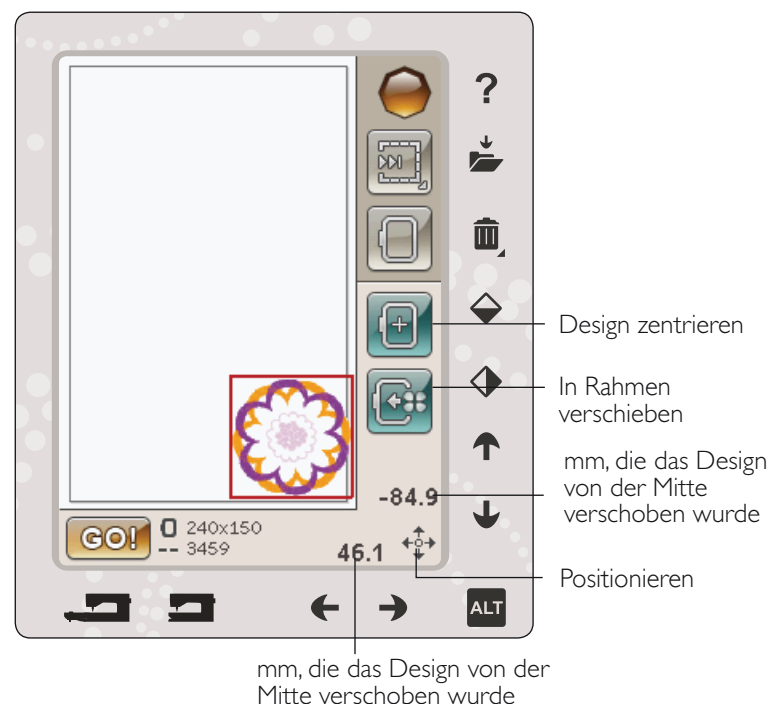 ?
Design zentrieren
In Rahmen
verschieben
mm, die das Design
von der Mitte
verschoben wurde
-84.9
GO!
240x150
-- 3459
46.1
Positionieren
ALT
mm, die das Design von der
Mitte verschoben wurde